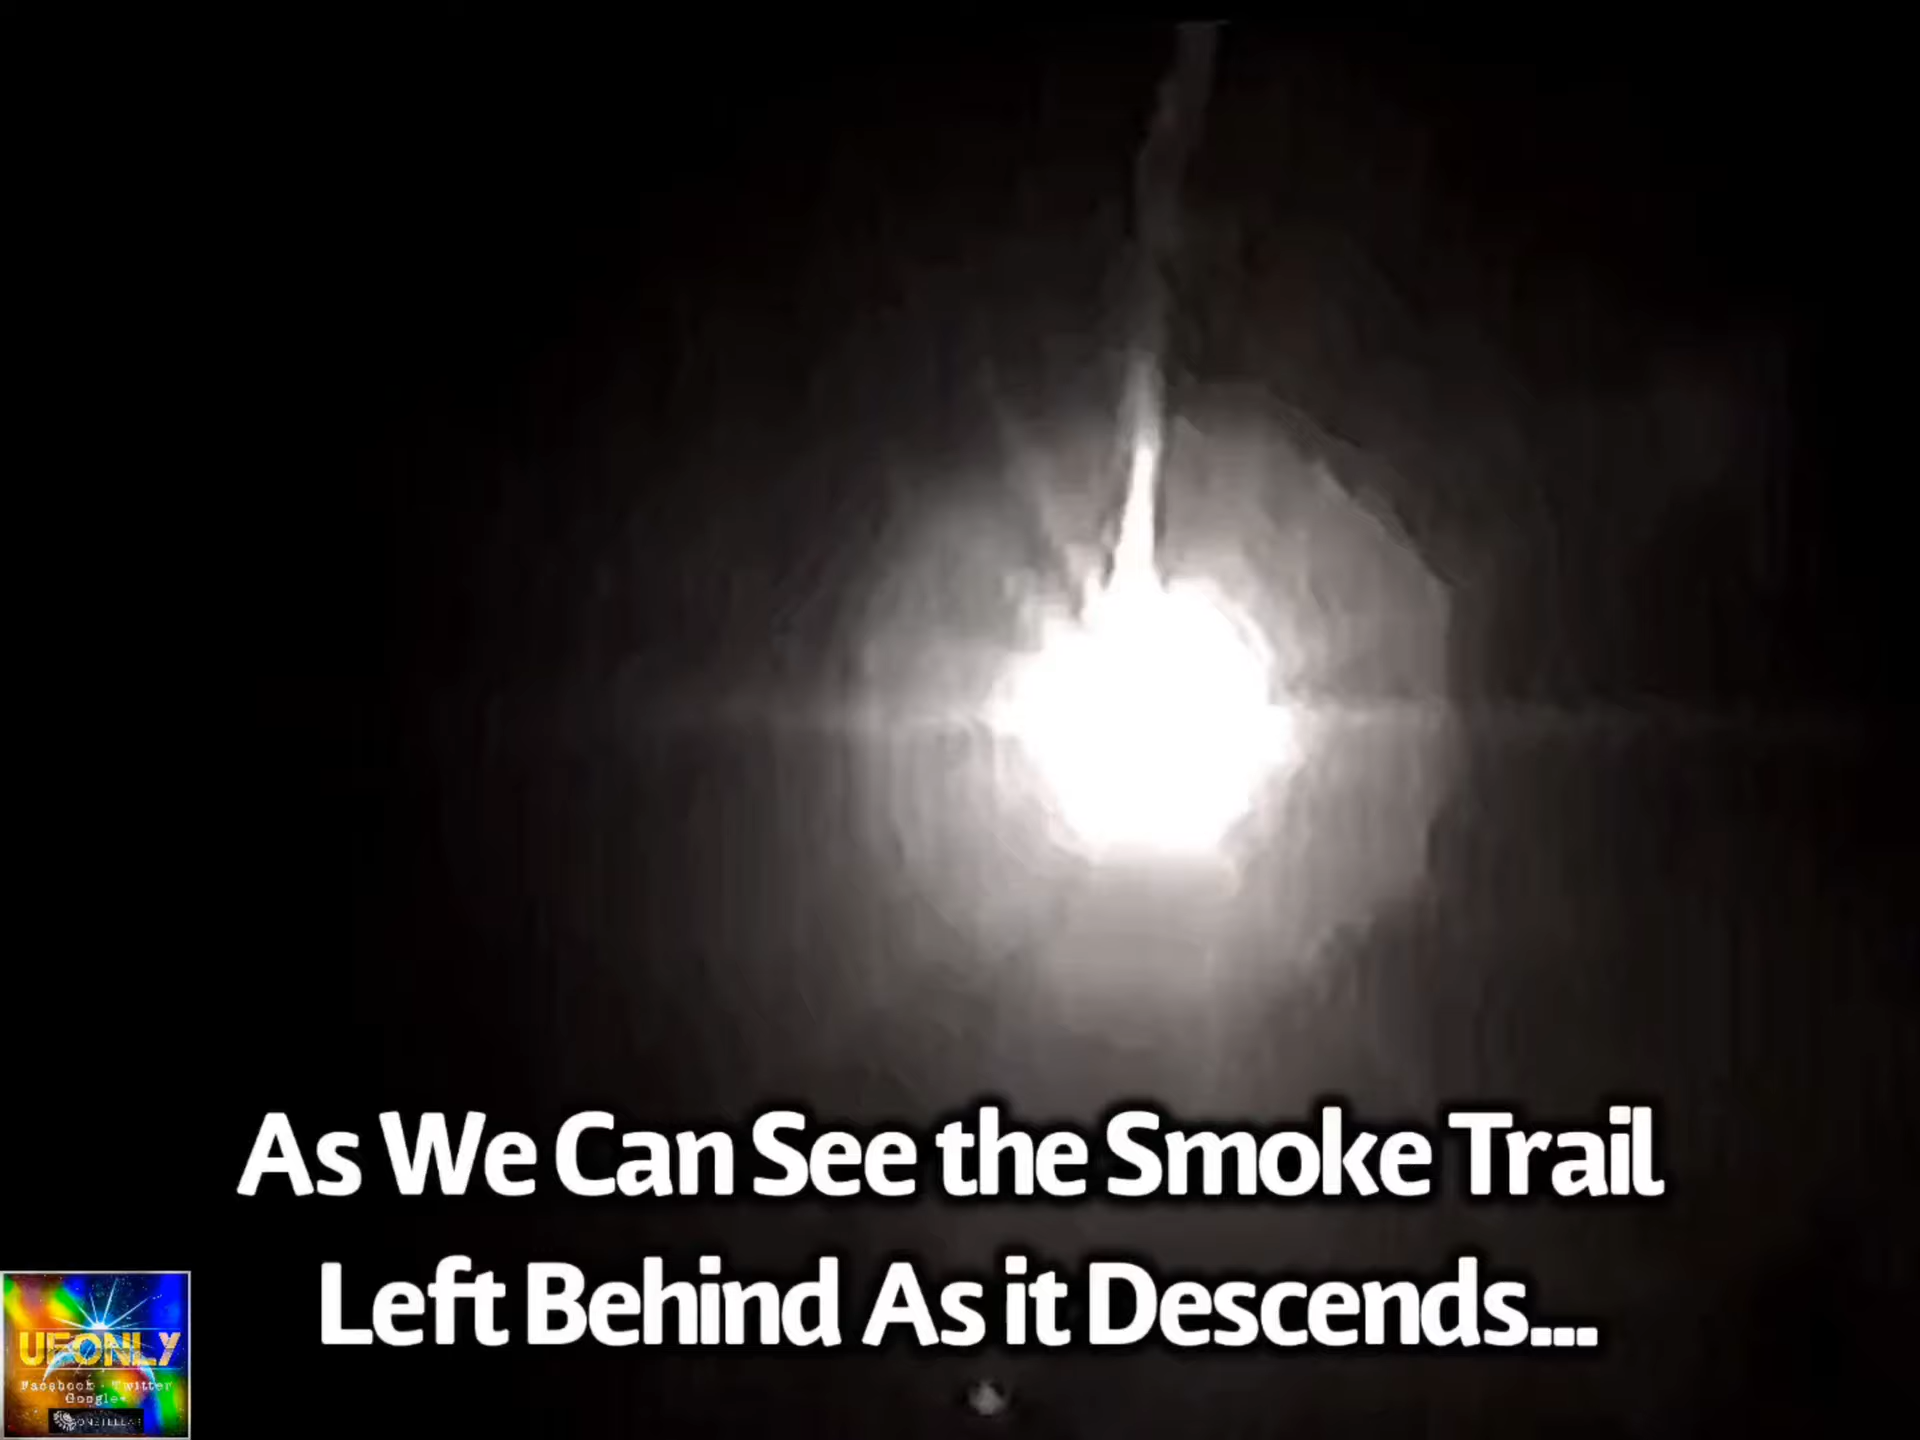 As We Can See the Smoke Trail
Left Behind As it Descends...
UFONLY
Facebook - Twitter
Google+